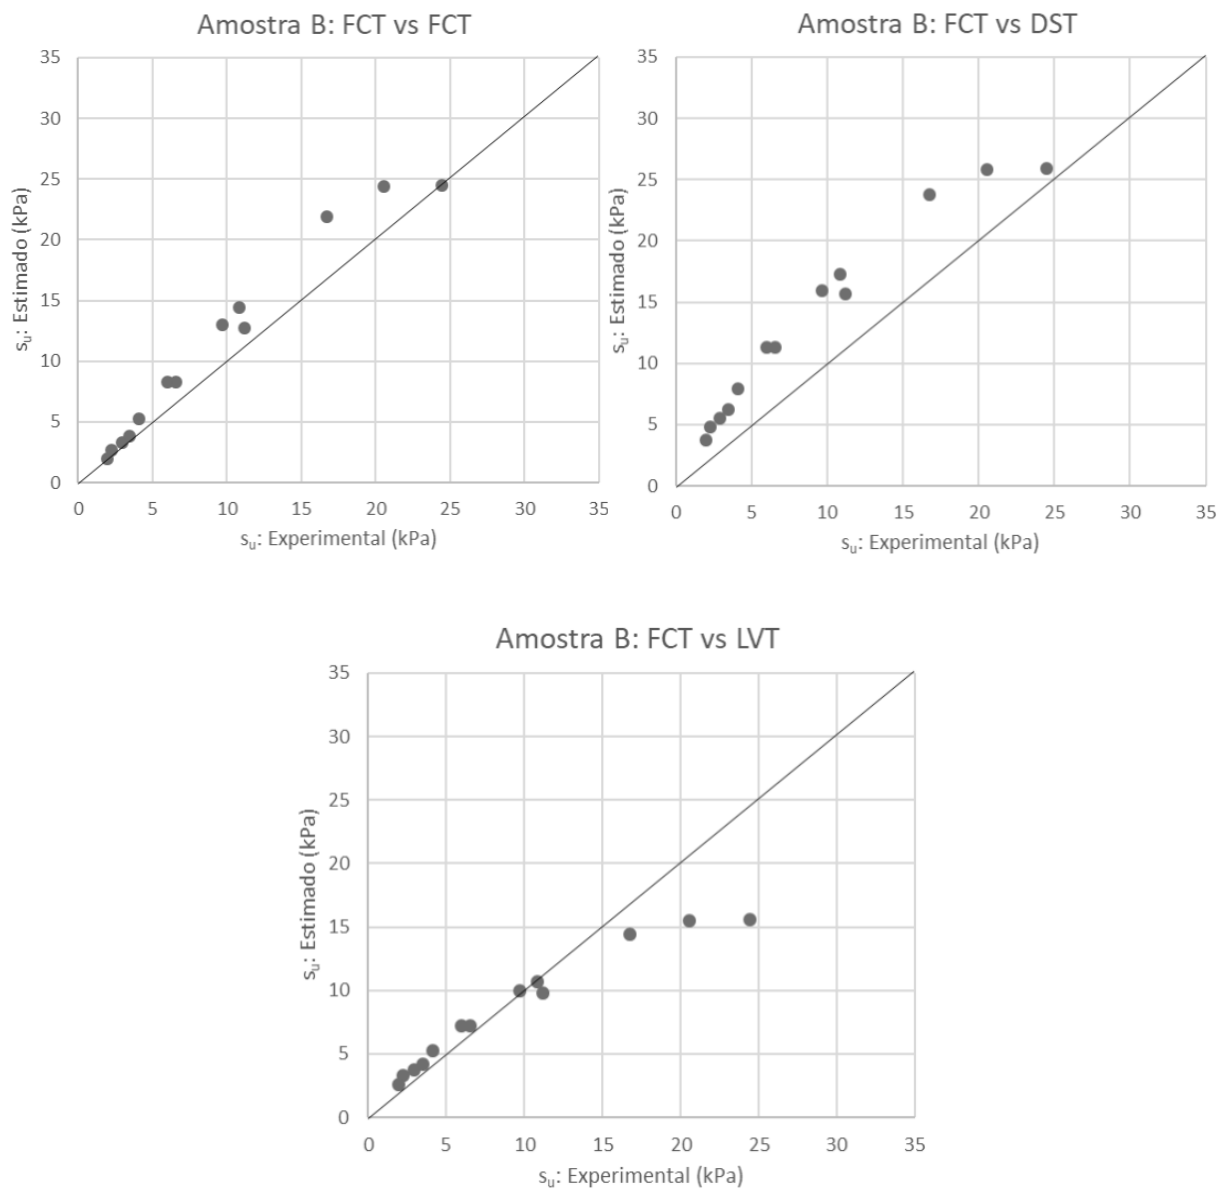 Amostra B: FCT vs FCT
35
30
25
20
15
10
5
0
s_u: Estimado (kPa)
0 5 10 15 20 25 30 35
s_u: Experimental (kPa)
Amostra B: FCT vs DST
35
30
25
20
15
10
5
0
s_u: Estimado (kPa)
0 5 10 15 20 25 30 35
s_u: Experimental (kPa)
Amostra B: FCT vs LVT
35
30
25
20
15
10
5
0
s_u: Estimado (kPa)
0 5 10 15 20 25 30 35
s_u: Experimental (kPa)